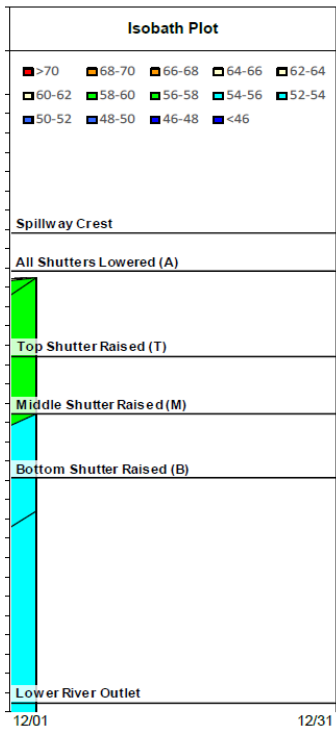 Isobath Plot
>70 68-70 66-68 64-66 62-64
60-62 58-60 56-58 54-56 52-54
50-52 48-50 46-48 <46
Spillway Crest
All Shutters Lowered (A)
Top Shutter Raised (T)
Middle Shutter Raised (M)
Bottom Shutter Raised (B)
Lower River Outlet
12/01 12/31